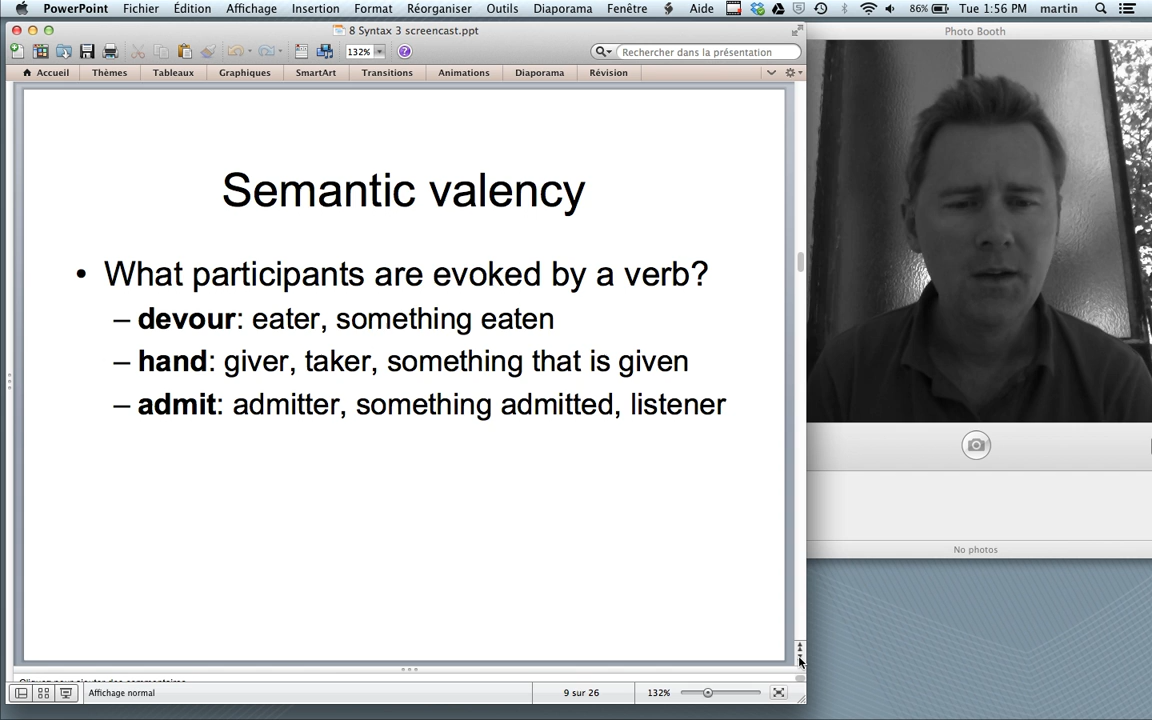 PowerPoint Fichier Édition Affichage Insertion Format Réorganiser Outils Diaporama Fenêtre Aide 86% Tue 1:56 PM martin
8 Syntax 3 screencast.ppt
Photo Booth
132% Rechercher dans la présentation
Accueil Thèmes Tableaux Graphiques SmartArt Transitions Animations Diaporama Révision
Semantic valency
• What participants are evoked by a verb?
– devour: eater, something eaten
– hand: giver, taker, something that is given
– admit: admitter, something admitted, listener
No photos
Affichage normal 9 sur 26 132%